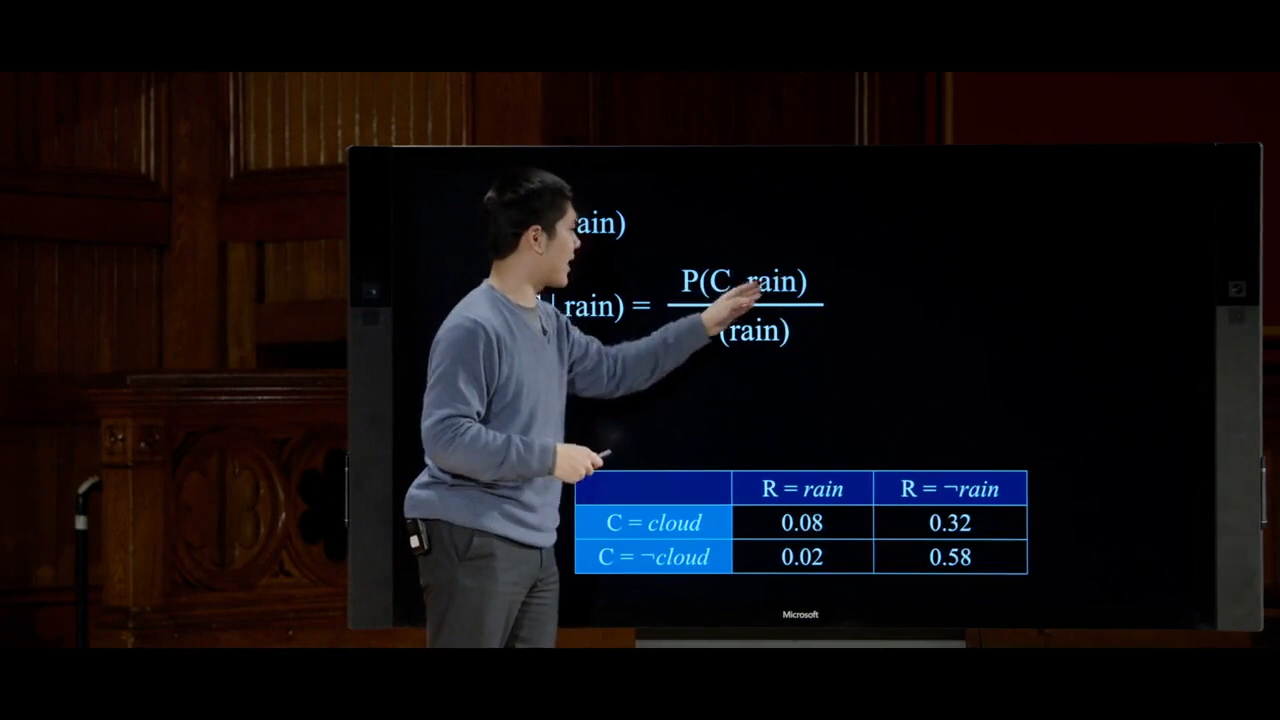 ain)
| rain) = P(C, rain)
(rain)
R = rain R = ¬rain
C = cloud 0.08 0.32
C = ¬cloud 0.02 0.58
Microsoft